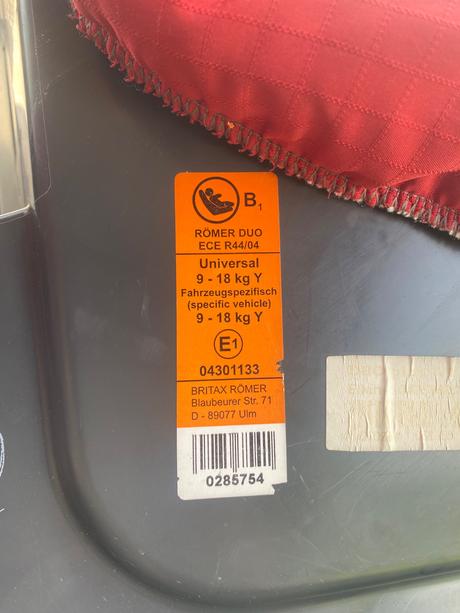 B1
RÖMER DUO
ECE R44/04
Universal
9 - 18 kg Y
Fahrzeugspezifisch
(specific vehicle)
9 - 18 kg Y
E1
04301133
BRITAX RÖMER
Blaubeurer Str. 71
D - 89077 Ulm
0285754